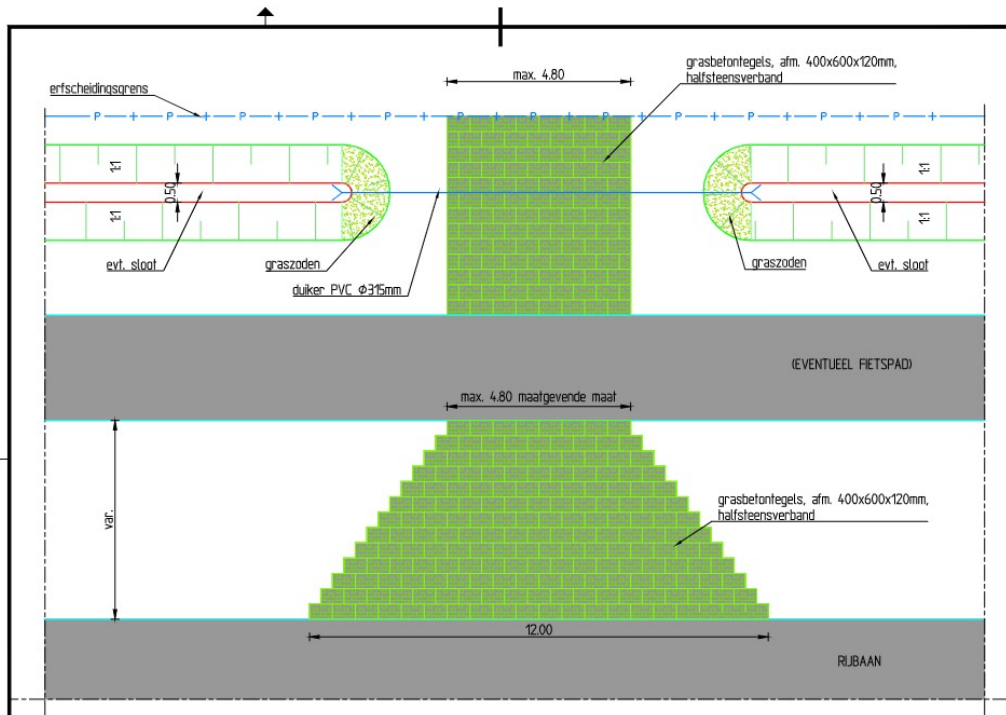 max. 4.80
grasbetontegels, afm. 400x600x120mm,
halfsteensverband
erfscheidingsgrens
P + P + P + P + P + P + P + P + P + P + P + P +
1:1
0.50
1:1
1:1
0.50
1:1
evt. sloot
graszoden
duiker PVC Φ315mm
graszoden
evt. sloot
(EVENTUEEL FIETSPAD)
max. 4.80 maatgevende maat
var.
grasbetontegels, afm. 400x600x120mm,
halfsteensverband
12.00
RIJBAAN